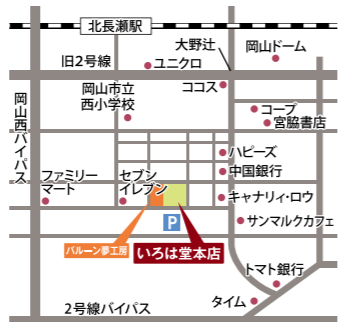 北長瀬駅
大野辻
岡山ドーム
旧2号線
ユニクロ
岡山市立
西小学校
ココス
コープ
宮脇書店
岡山西バイパス
ハピーズ
中国銀行
ファミリー
マート
セブン
イレブン
キャナリィ・ロウ
P
サンマルクカフェ
バルーン夢工房
いろは堂本店
トマト銀行
タイム
2号線バイパス